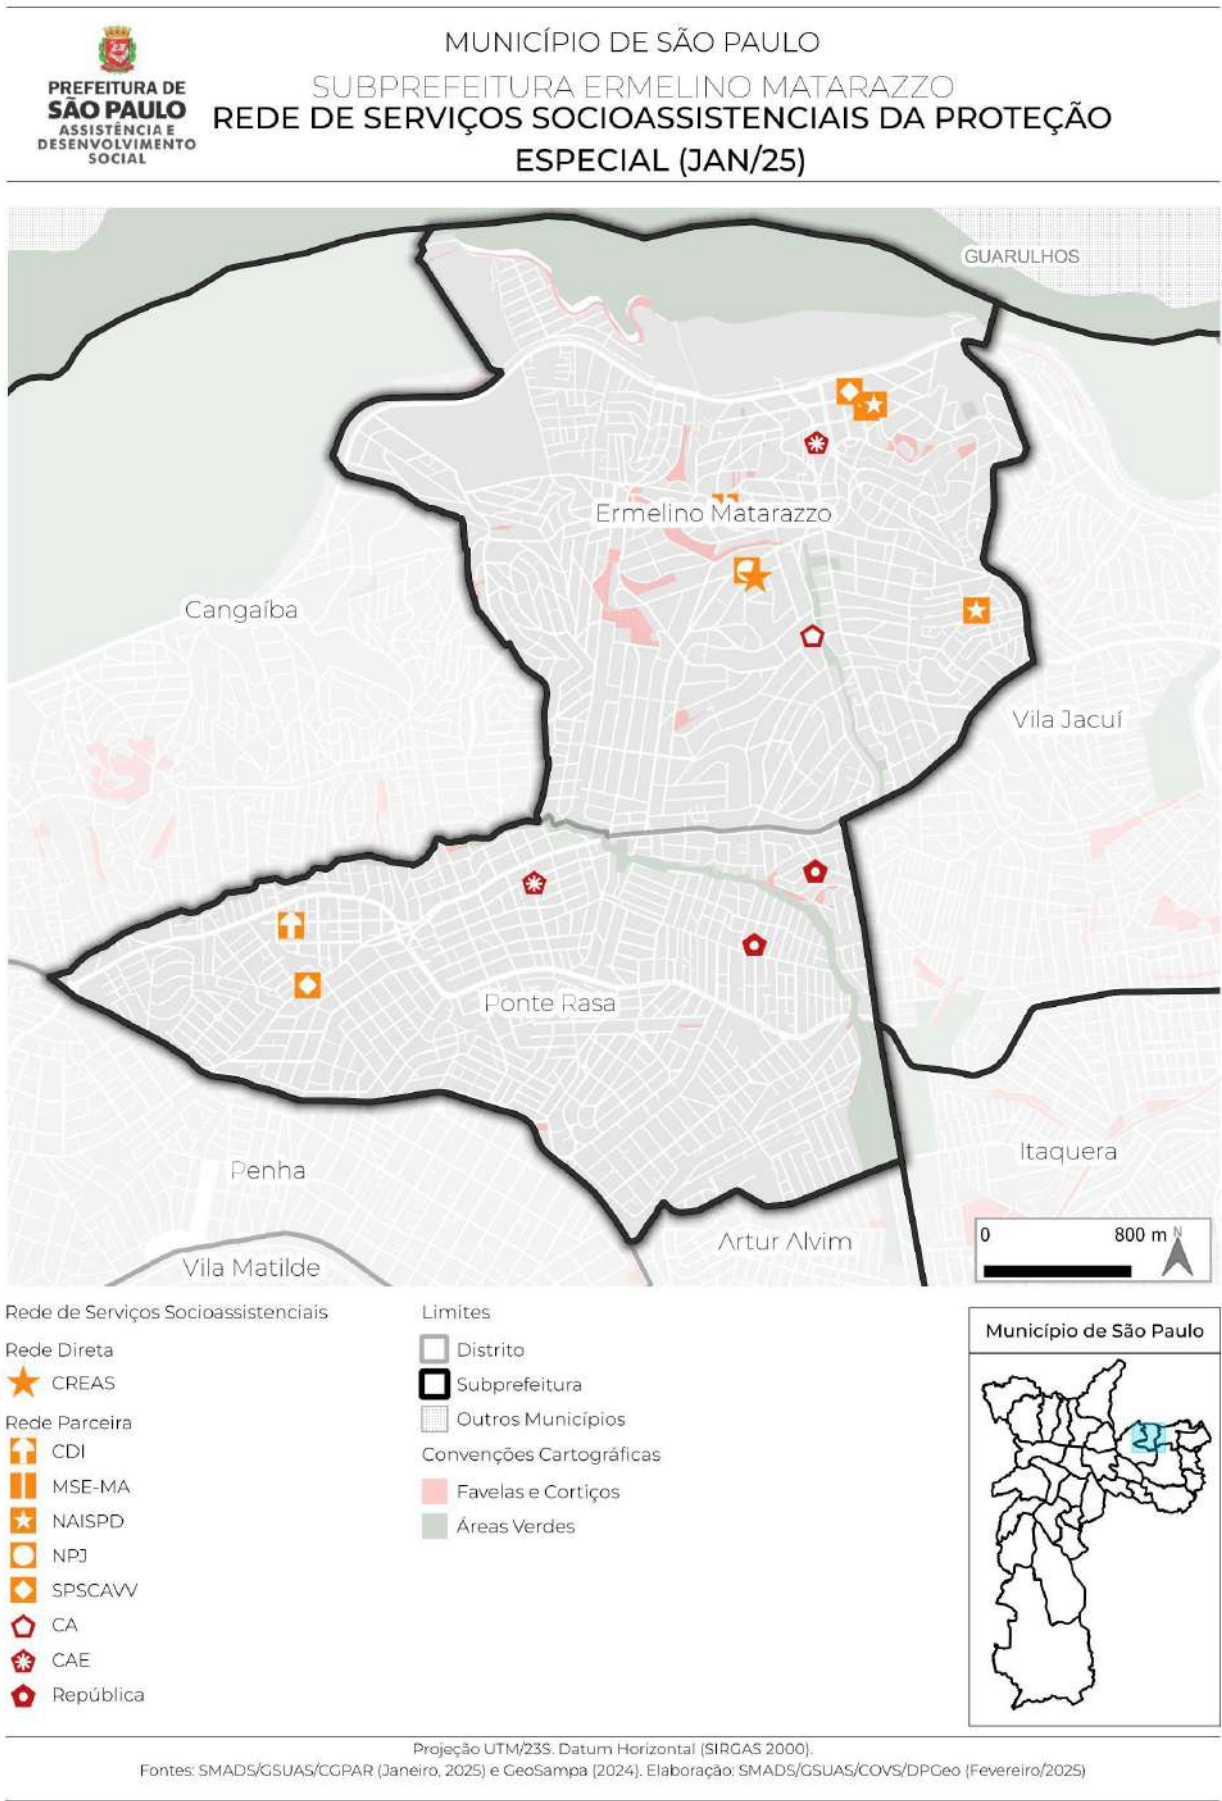 PREFEITURA DE
SÃO PAULO
ASSISTÊNCIA E
DESENVOLVIMENTO
SOCIAL
MUNICÍPIO DE SÃO PAULO
SUBPREFEITURA ERMELINO MATARAZZO
REDE DE SERVIÇOS SOCIOASSISTENCIAIS DA PROTEÇÃO
ESPECIAL (JAN/25)
GUARULHOS
Ermelino Matarazzo
Cangaíba
Vila Jacuí
Ponte Rasa
Itaquera
Penha
Artur Alvim
Vila Matilde
0 800 m N
Rede de Serviços Socioassistenciais
Rede Direta
CREAS
Rede Parceira
CDI
MSE-MA
NAISPD
NPJ
SPSCAVV
CA
CAE
República
Limites
Distrito
Subprefeitura
Outros Municípios
Convenções Cartográficas
Favelas e Cortiços
Áreas Verdes
Município de São Paulo
Projeção UTM/23S. Datum Horizontal (SIRGAS 2000).
Fontes: SMADS/GSUAS/CGPAR (Janeiro, 2025) e GeoSampa (2024). Elaboração: SMADS/GSUAS/COVS/DPGeo (Fevereiro/2025)